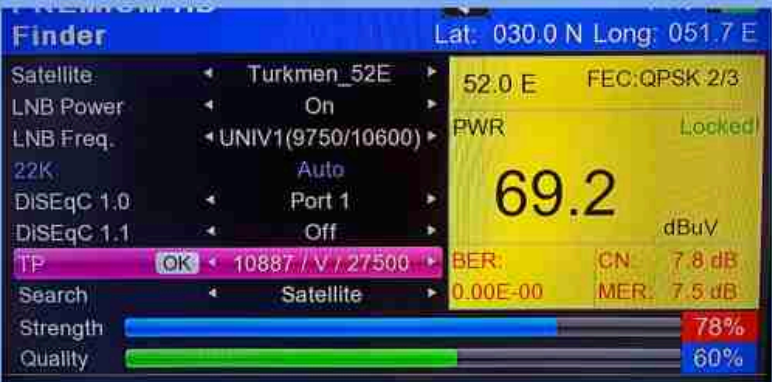 PREMIUM HD
Finder
Lat: 030.0 N Long: 051.7 E
Satellite Turkmen_52E
LNB Power On
LNB Freq. UNIV1(9750/10600)
22K Auto
DiSEqC 1.0 Port 1
DiSEqC 1.1 Off
TP OK 10887 / V / 27500
Search Satellite
52.0 E FEC:QPSK 2/3
PWR Locked!
69.2
dBuV
BER: CN: 7.8 dB
0.00E-00 MER: 7.5 dB
Strength 78%
Quality 60%